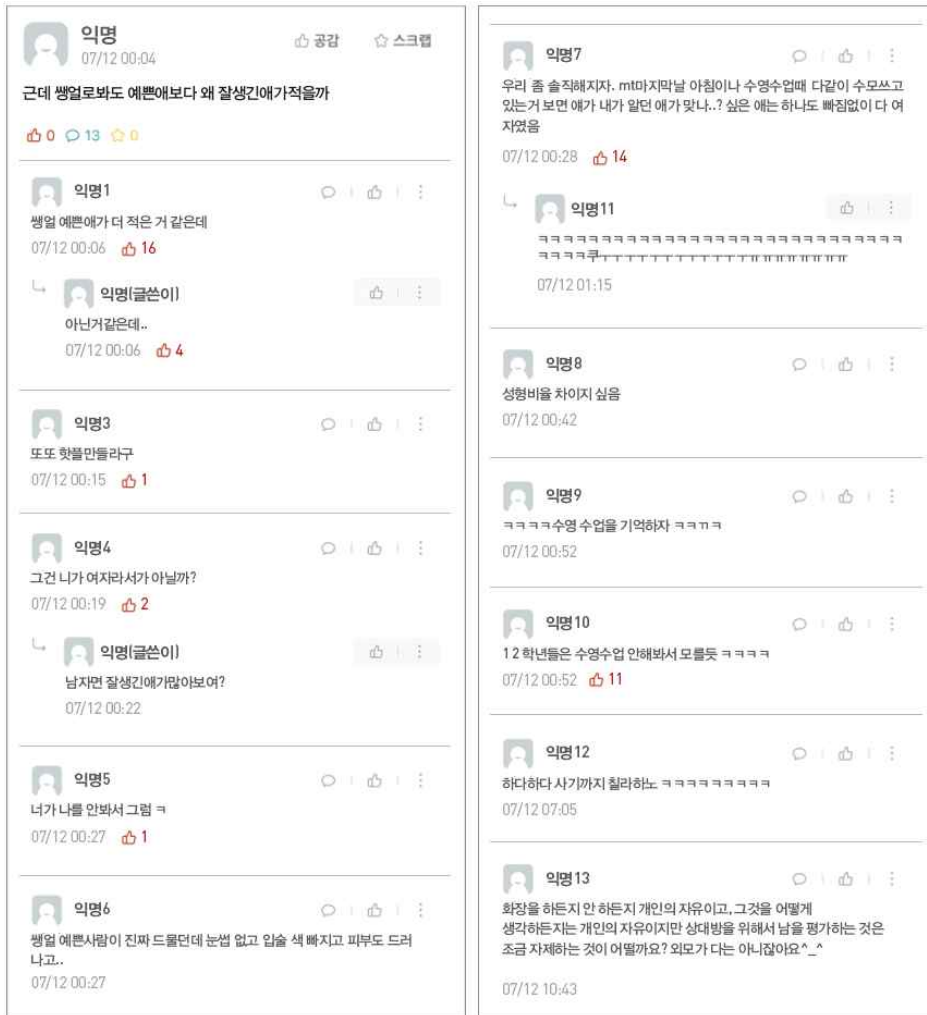 익명
07/12 00:04
공감
스크랩
근데 쌩얼로봐도 예쁜애보다 왜 잘생긴애가적을까
0 13 0
익명1
쌩얼 예쁜애가 더 적은 거 같은데
07/12 00:06 16
익명(글쓴이)
아닌거같은데..
07/12 00:06 4
익명3
또또 핫플만들라구
07/12 00:15 1
익명4
그건 니가 여자라서가 아닐까?
07/12 00:19 2
익명(글쓴이)
남자면 잘생긴애가많아보여?
07/12 00:22
익명5
너가 나를 안봐서 그럼 ㅋ
07/12 00:27 1
익명6
쌩얼 예쁜사람이 진짜 드물던데 눈썹 없고 입술 색 빠지고 피부도 드러
나고..
07/12 00:27
익명7
우리 좀 솔직해지자. mt마지막날 아침이나 수영수업때 다같이 수모쓰고
있는거 보면 얘가 내가 알던 애가 맞나..? 싶은 애는 하나도 빠짐없이 다 여
자였음
07/12 00:28 14
익명11
ㅋㅋㅋㅋㅋㅋㅋㅋㅋㅋㅋㅋㅋㅋㅋㅋㅋㅋㅋㅋㅋㅋㅋㅋㅋㅋㅋㅋㅋ
ㅋㅋㅋㅋ쿠ㅜㅜㅜㅜㅜㅜㅜㅜㅜㅜㅜㅜㅠㅠㅠㅠㅠㅠㅠㅠ
07/12 01:15
익명8
성형비율 차이지 싶음
07/12 00:42
익명9
ㅋㅋㅋㅋ수영 수업을 기억하자 ㅋㅋㄲㅋ
07/12 00:52
익명10
1 2 학년들은 수영수업 안해봐서 모를듯 ㅋㅋㅋㅋ
07/12 00:52 11
익명12
하다하다 사기까지 칠라하노 ㅋㅋㅋㅋㅋㅋㅋㅋㅋ
07/12 07:05
익명13
화장을 하든지 안 하든지 개인의 자유이고, 그것을 어떻게
생각하든지는 개인의 자유이지만 상대방을 위해서 남을 평가하는 것은
조금 자제하는 것이 어떨까요? 외모가 다는 아니잖아요^_^
07/12 10:43